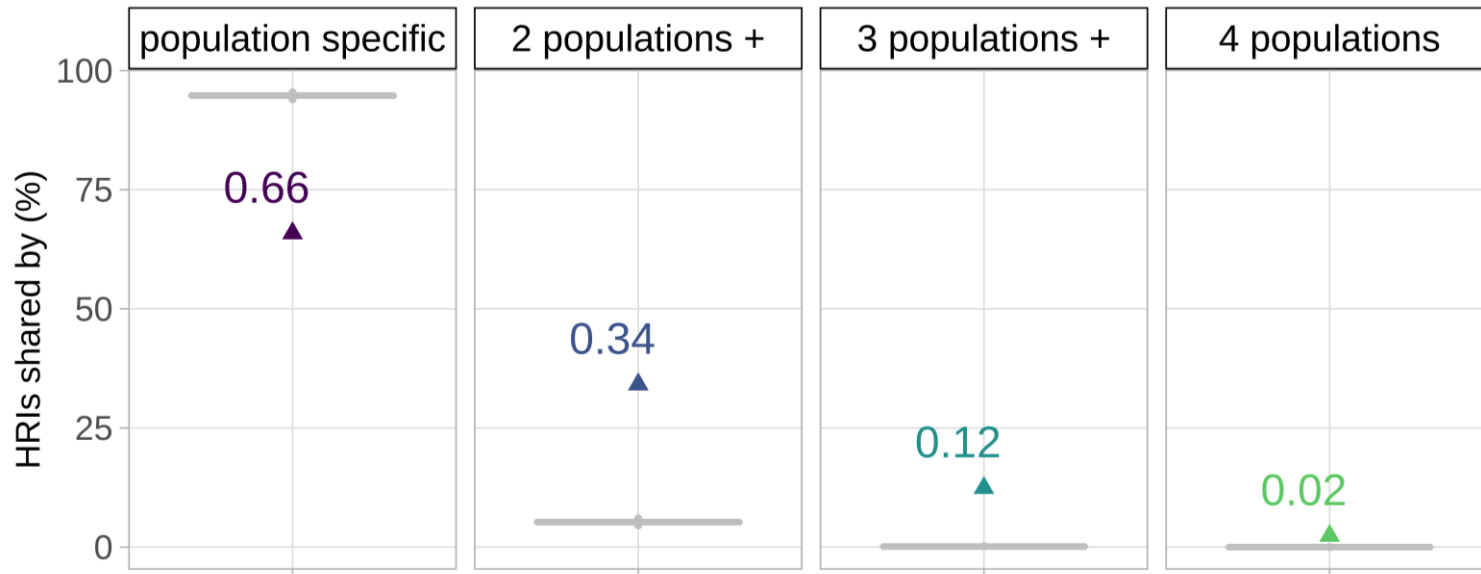 population specific
2 populations +
3 populations +
4 populations
HRIs shared by (%)
100
75
50
25
0
0.66
0.34
0.12
0.02